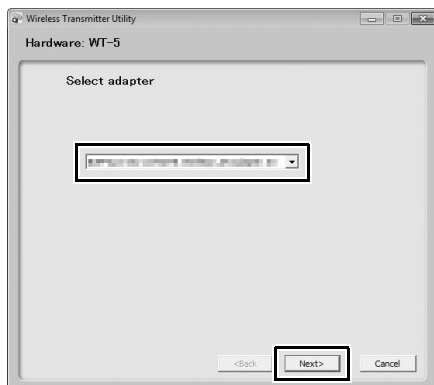 Wireless Transmitter Utility
Hardware: WT-5
Select adapter
<Back
Next>
Cancel